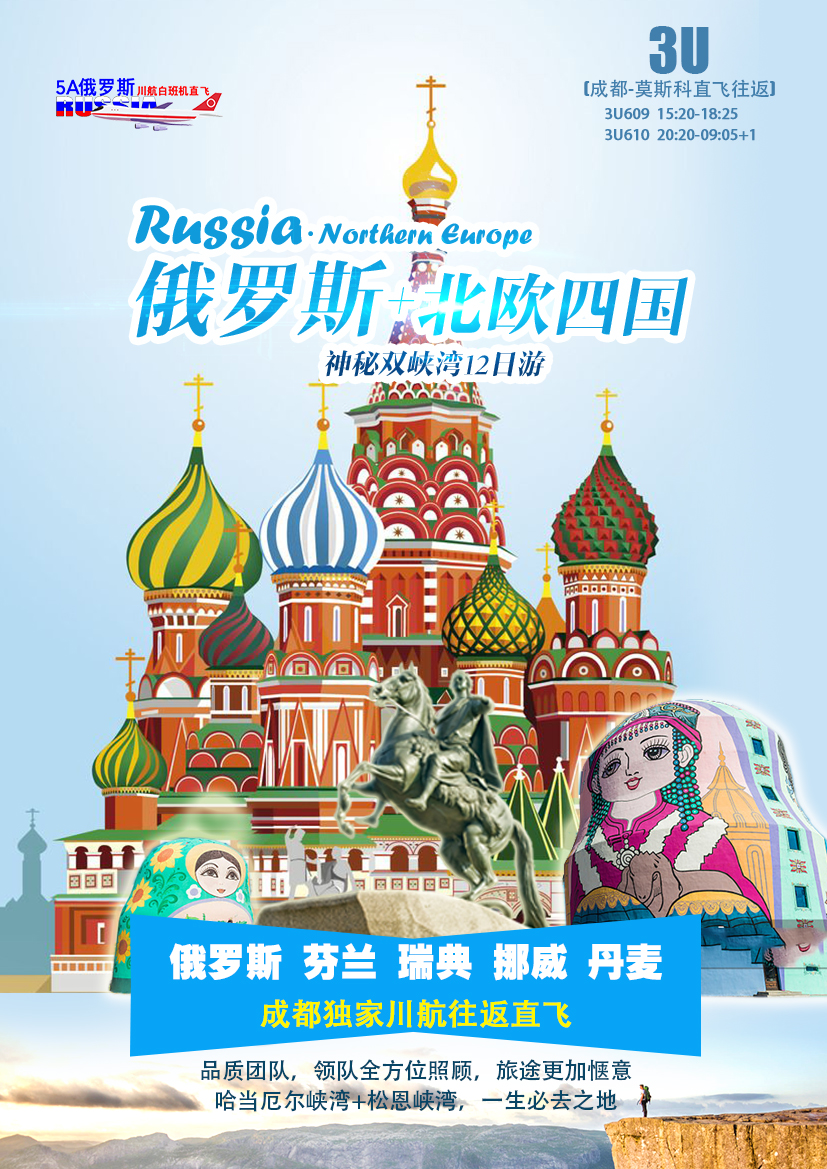 3U
(成都-莫斯科直飞往返)
3U609 15:20-18:25
3U610 20:20-09:05+1
5A俄罗斯 川航白班机直飞
RUSSIA
Russia · Northern Europe
俄罗斯+北欧四国
神秘双峡湾12日游
俄罗斯 芬兰 瑞典 挪威 丹麦
成都独家川航往返直飞
品质团队，领队全方位照顾，旅途更加惬意
哈当厄尔峡湾+松恩峡湾，一生必去之地